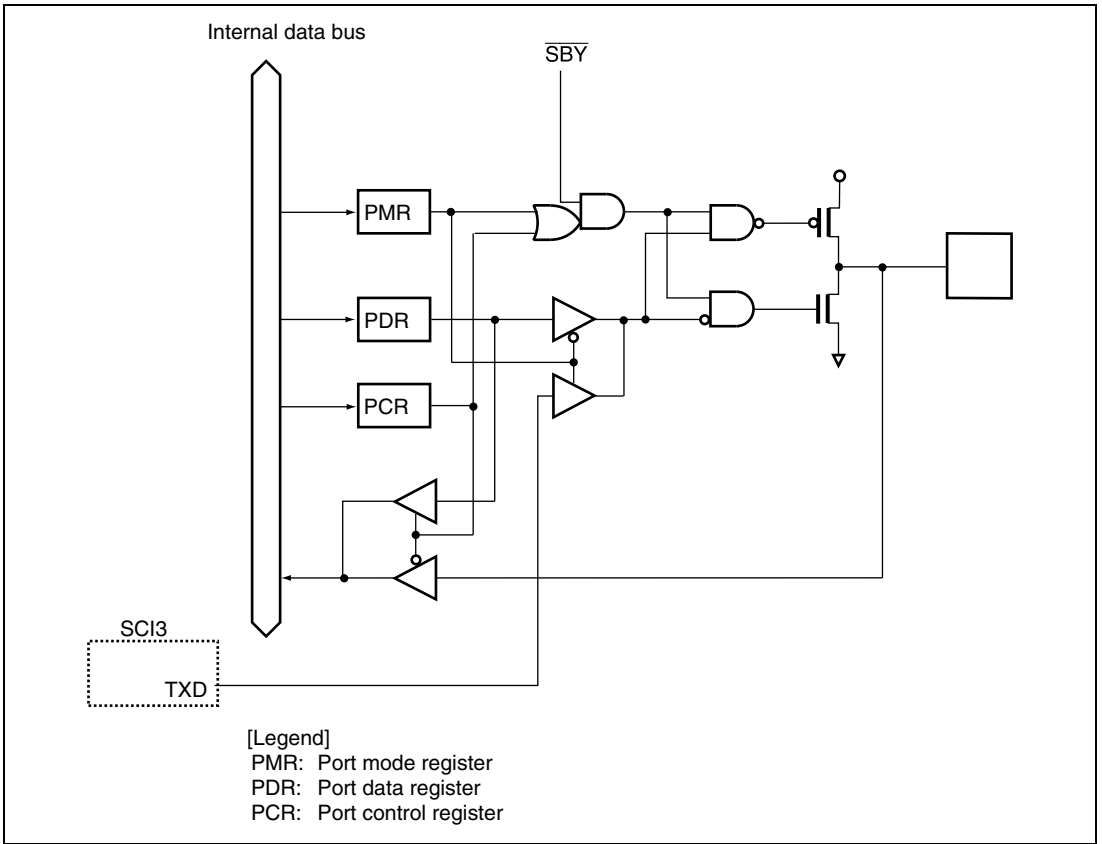 Internal data bus
SBY
PMR
PDR
PCR
SCI3
TXD
[Legend]
PMR: Port mode register
PDR: Port data register
PCR: Port control register